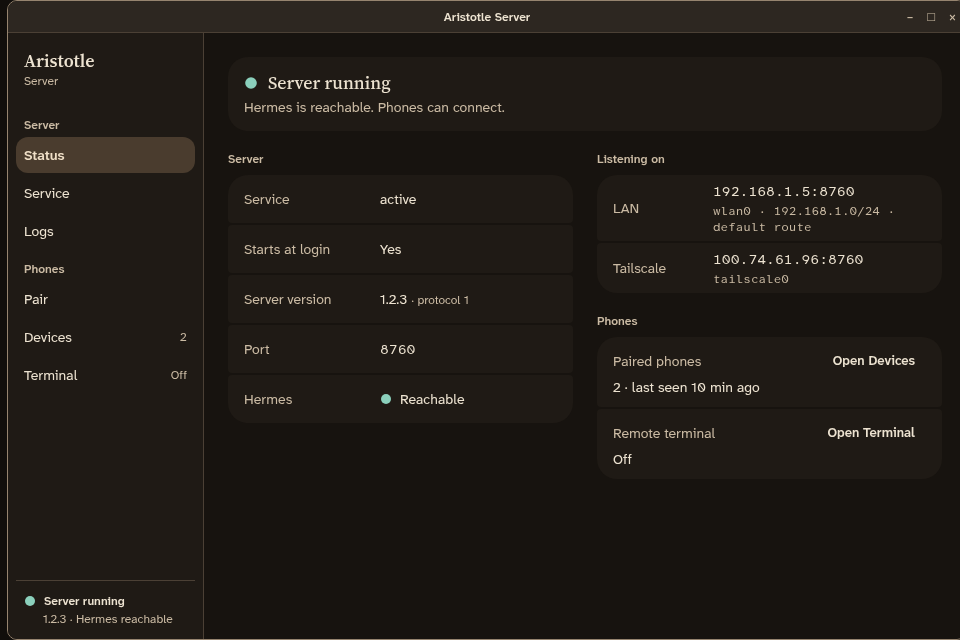 Aristotle Server
Aristotle
Server
Server
Status
Service
Logs
Phones
Pair
Devices 2
Terminal Off
Server running
1.2.3 · Hermes reachable
Server running
Hermes is reachable. Phones can connect.
Server
Service active
Starts at login Yes
Server version 1.2.3 · protocol 1
Port 8760
Hermes Reachable
Listening on
LAN 192.168.1.5:8760
wlan0 · 192.168.1.0/24 ·
default route
Tailscale 100.74.61.96:8760
tailscale0
Phones
Paired phones Open Devices
2 · last seen 10 min ago
Remote terminal Open Terminal
Off